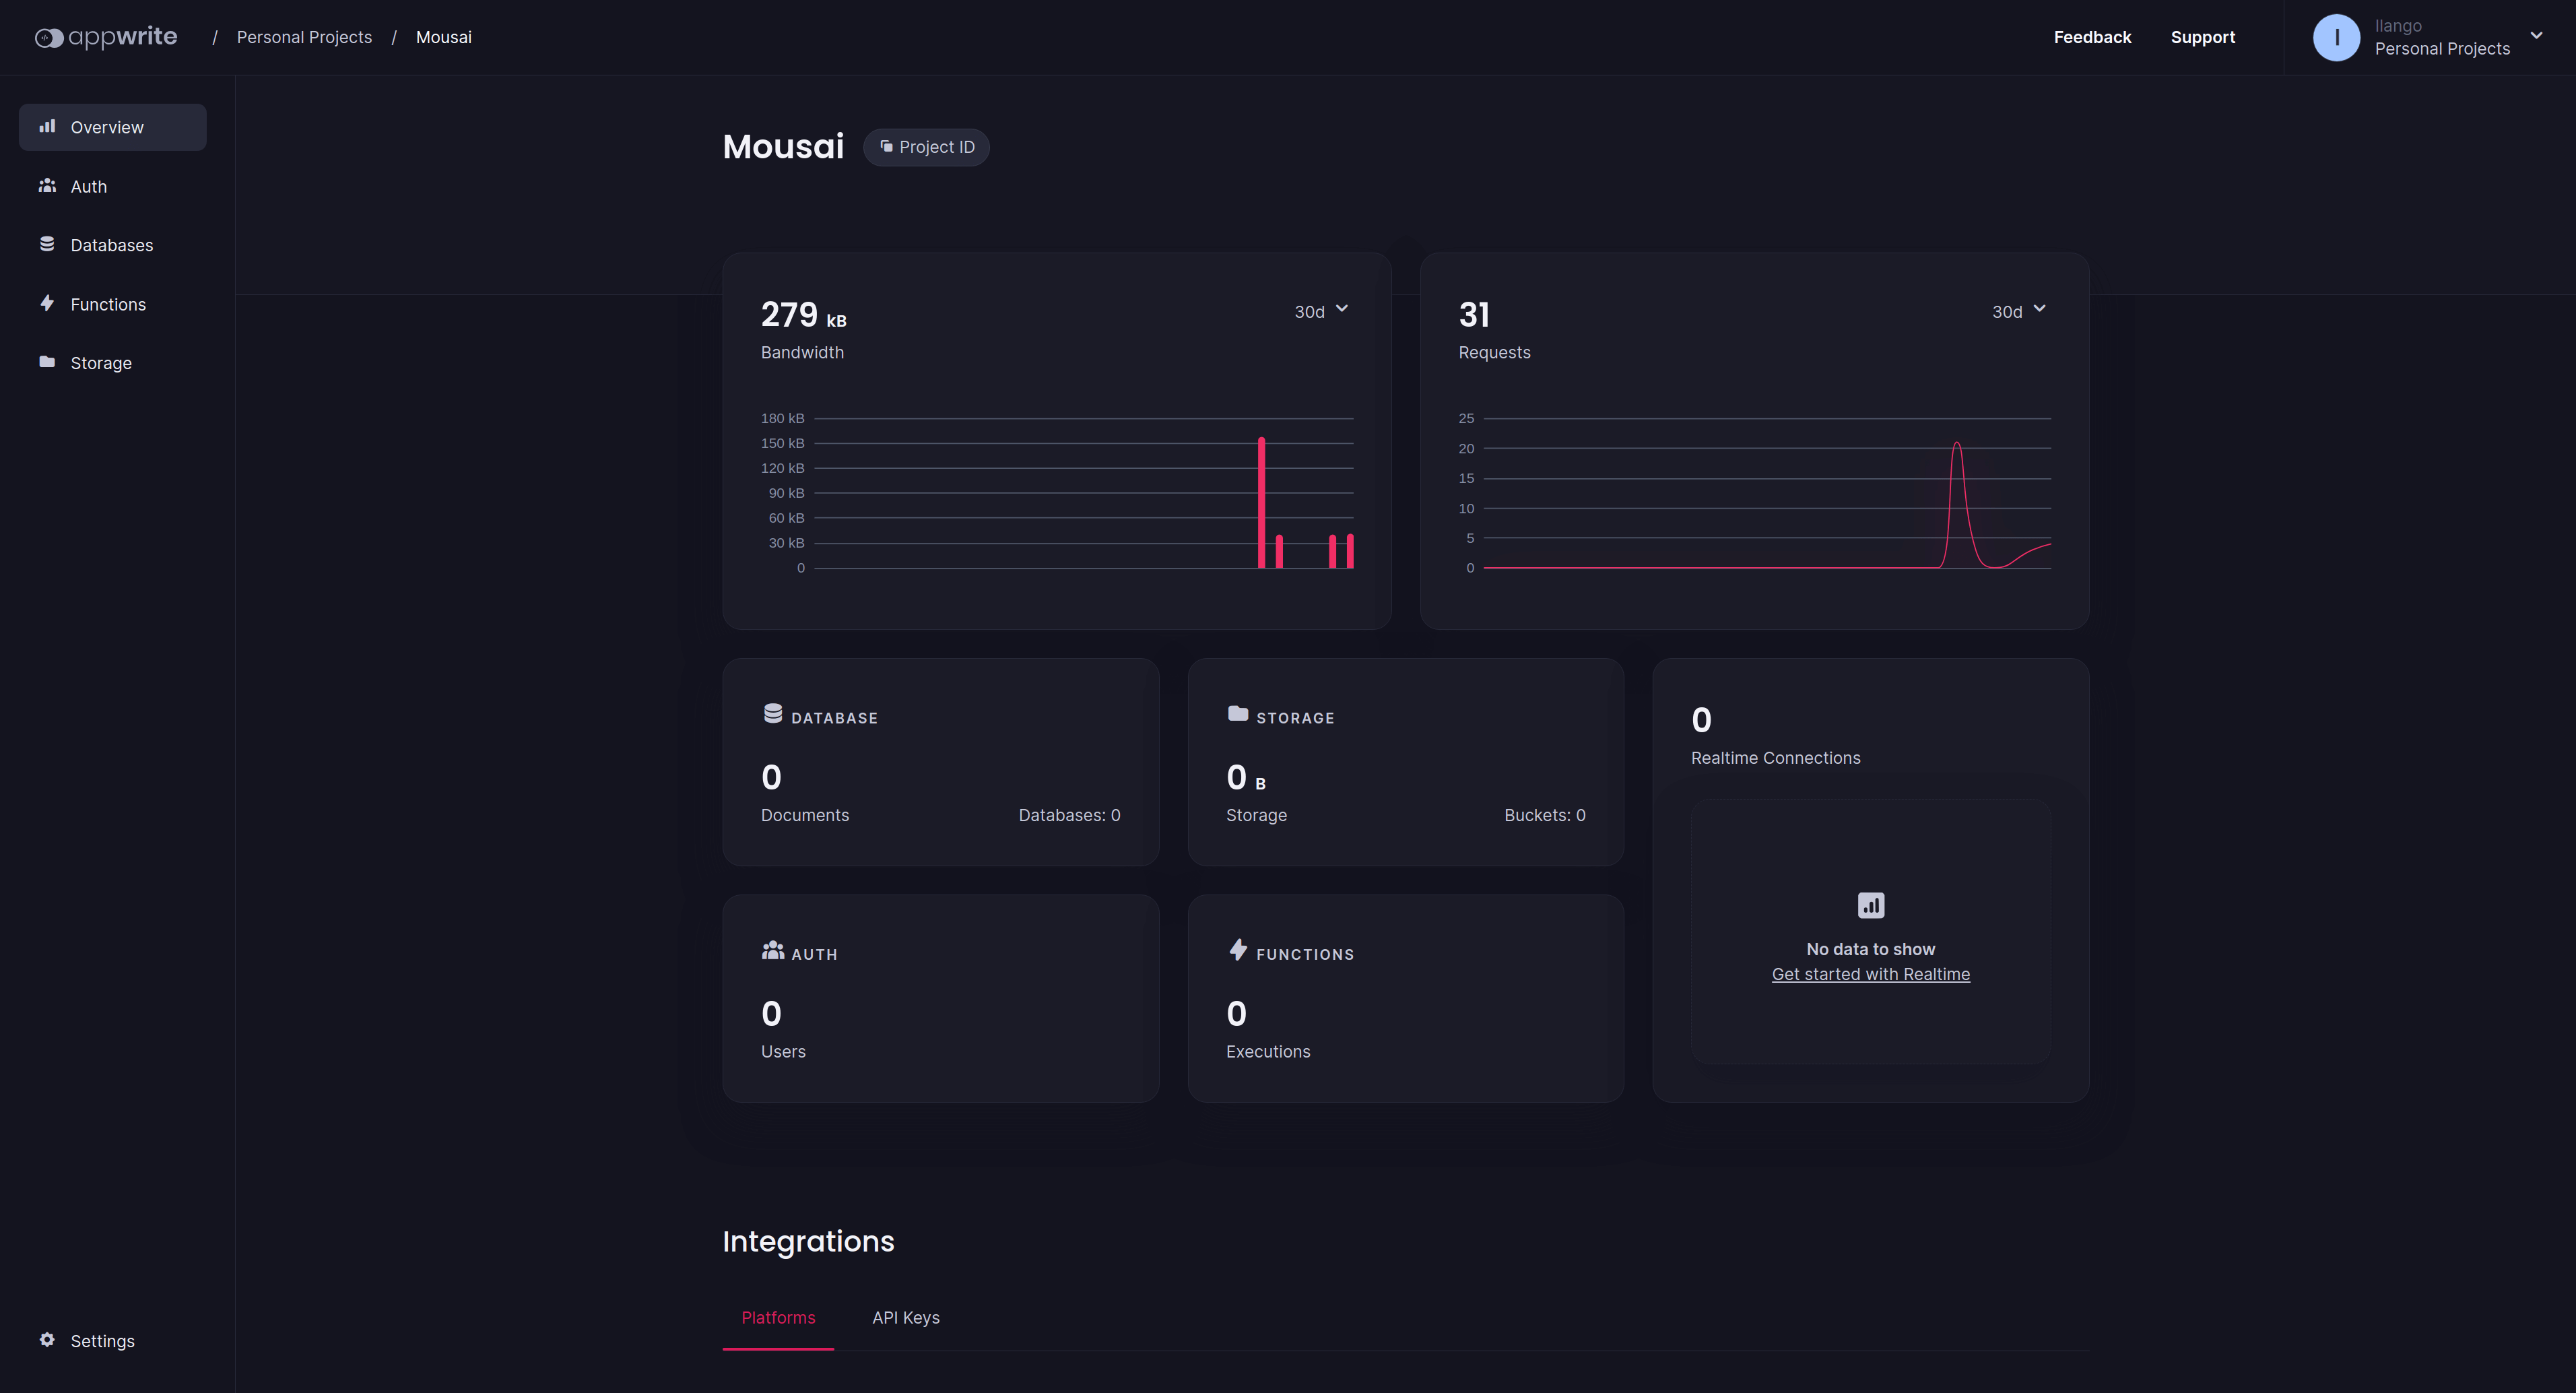 appwrite / Personal Projects / Mousai
Feedback Support
I
Ilango
Personal Projects
Overview
Auth
Databases
Functions
Storage
Settings
Mousai Project ID
279 kB 30d
Bandwidth
180 kB
150 kB
120 kB
90 kB
60 kB
30 kB
0
31 30d
Requests
25
20
15
10
5
0
DATABASE
0
Documents Databases: 0
STORAGE
0 B
Storage Buckets: 0
0
Realtime Connections
No data to show
Get started with Realtime
AUTH
0
Users
FUNCTIONS
0
Executions
Integrations
Platforms API Keys